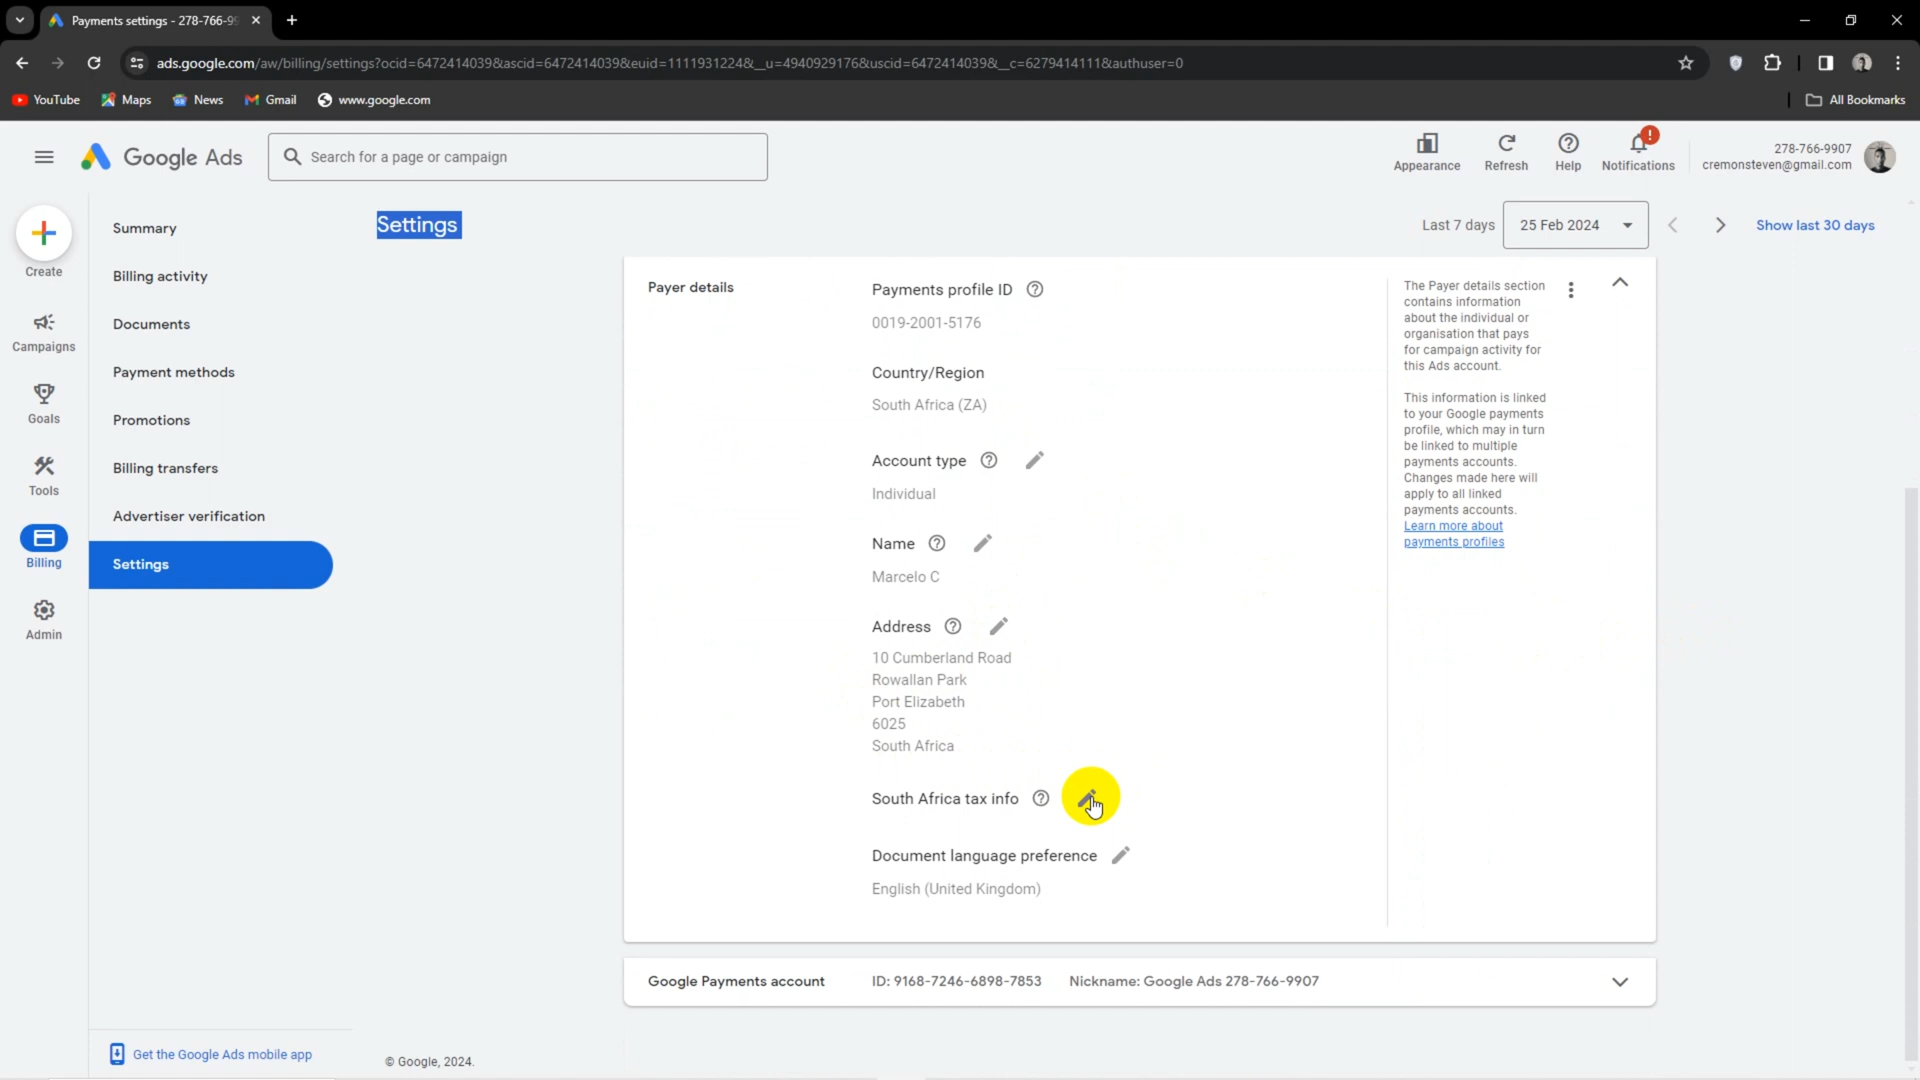 Payments settings - 278-766-99
ads.google.com/aw/billing/settings?ocid=6472414039&ascid=6472414039&euid=1111931224&__u=4940929176&uscid=6472414039&__c=6279414111&authuser=0
YouTube
Maps
News
Gmail
www.google.com
All Bookmarks
Google Ads
Search for a page or campaign
Appearance
Refresh
Help
!
Notifications
278-766-9907
cremonsteven@gmail.com
Create
Campaigns
Goals
Tools
Billing
Admin
Summary
Billing activity
Documents
Payment methods
Promotions
Billing transfers
Advertiser verification
Settings
Get the Google Ads mobile app
Settings
Last 7 days
25 Feb 2024
Show last 30 days
Payer details
Payments profile ID
0019-2001-5176
Country/Region
South Africa (ZA)
Account type
Individual
Name
Marcelo C
Address
10 Cumberland Road
Rowallan Park
Port Elizabeth
6025
South Africa
South Africa tax info
Document language preference
English (United Kingdom)
The Payer details section
contains information
about the individual or
organisation that pays
for campaign activity for
this Ads account.
This information is linked
to your Google payments
profile, which may in turn
be linked to multiple
payments accounts.
Changes made here will
apply to all linked
payments accounts.
Learn more about
payments profiles
Google Payments account
ID: 9168-7246-6898-7853
Nickname: Google Ads 278-766-9907
© Google, 2024.